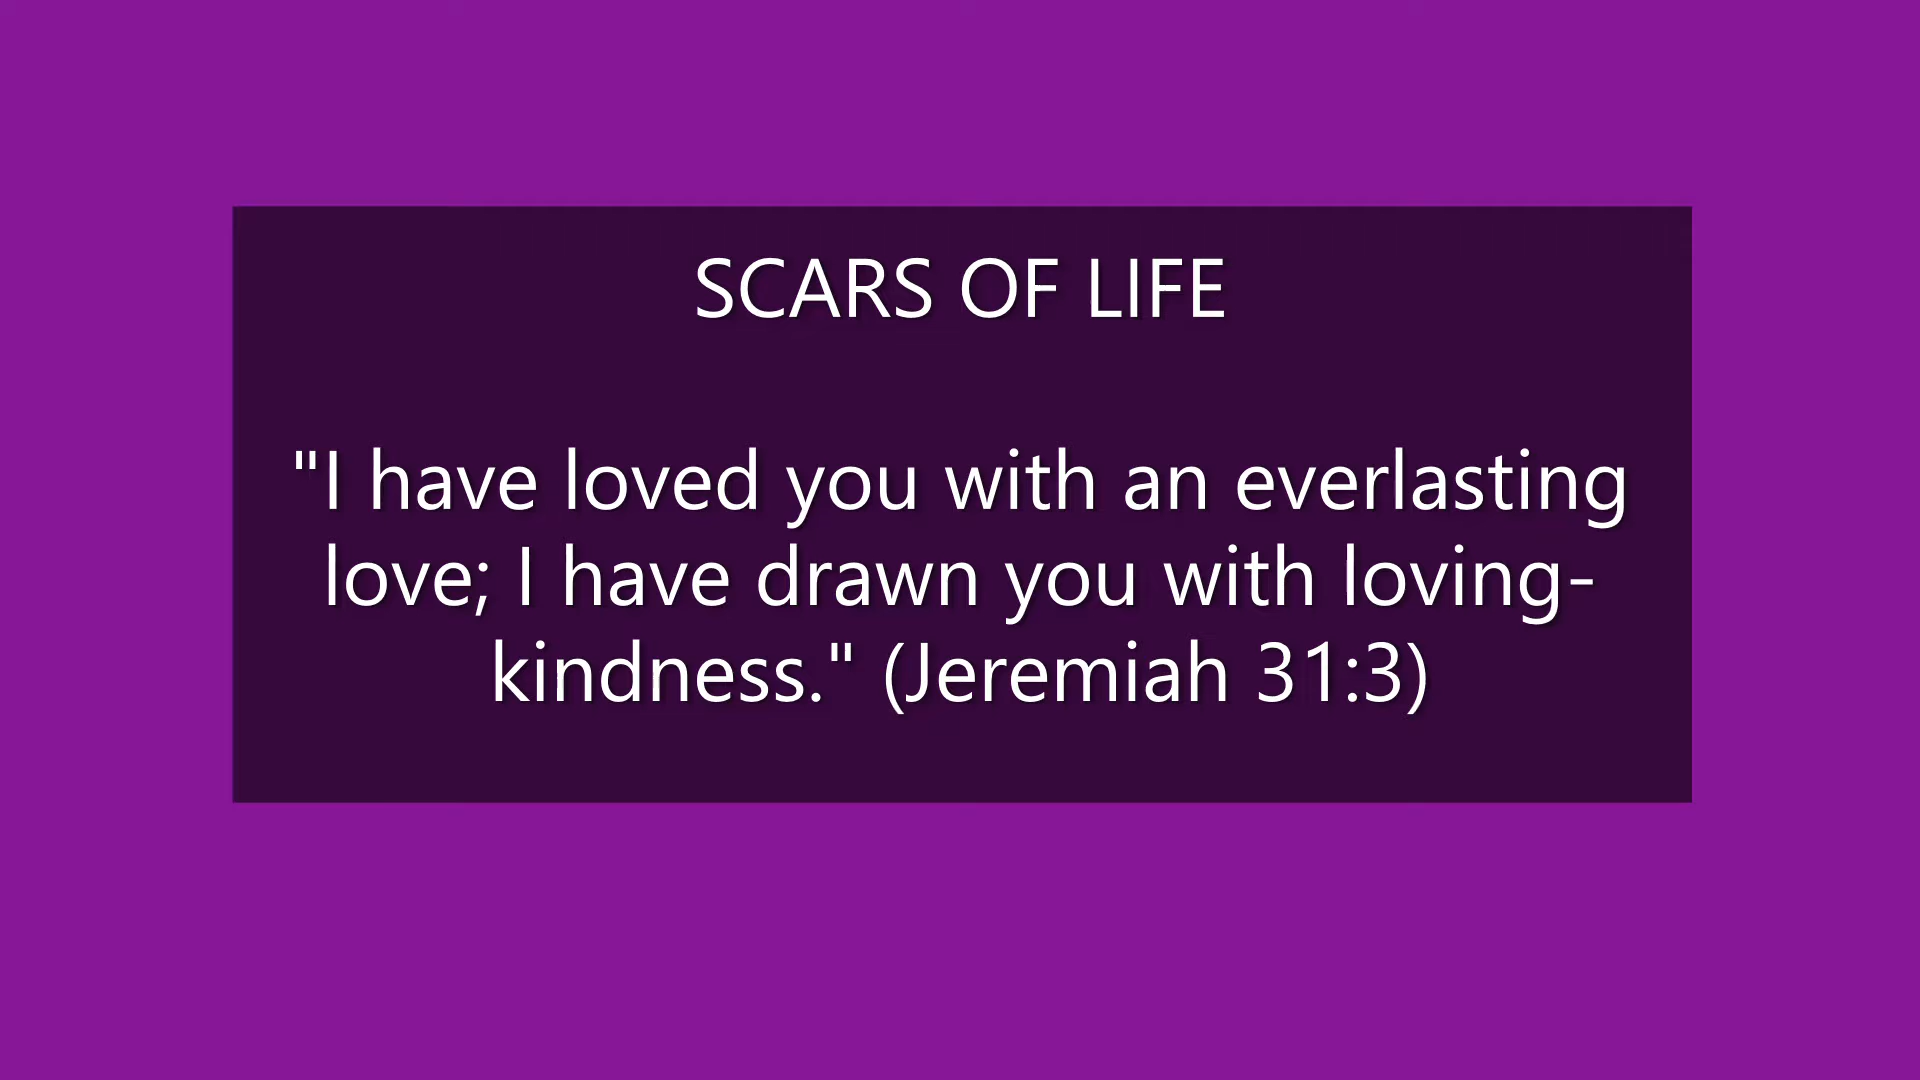 SCARS OF LIFE
"I have loved you with an everlasting
love; I have drawn you with loving-
kindness." (Jeremiah 31:3)